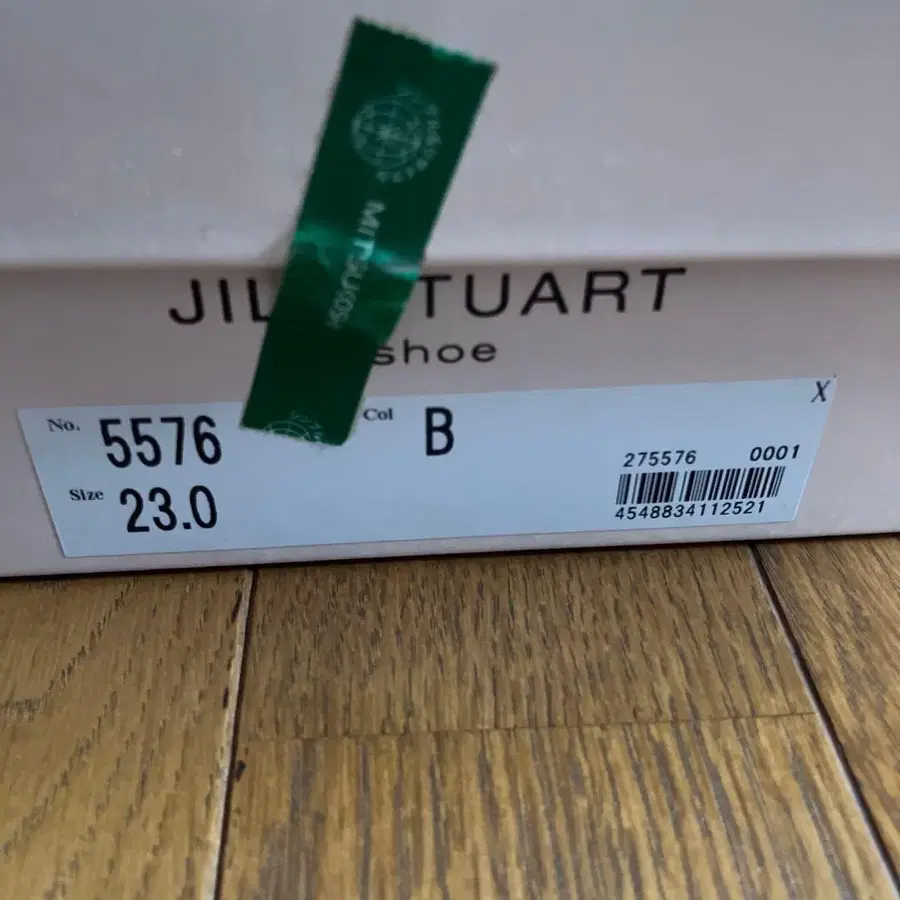 MITSUKOSHI
JIL TUART
shoe
X
No. 5576 Col B
275576 0001
Size 23.0
4548834112521